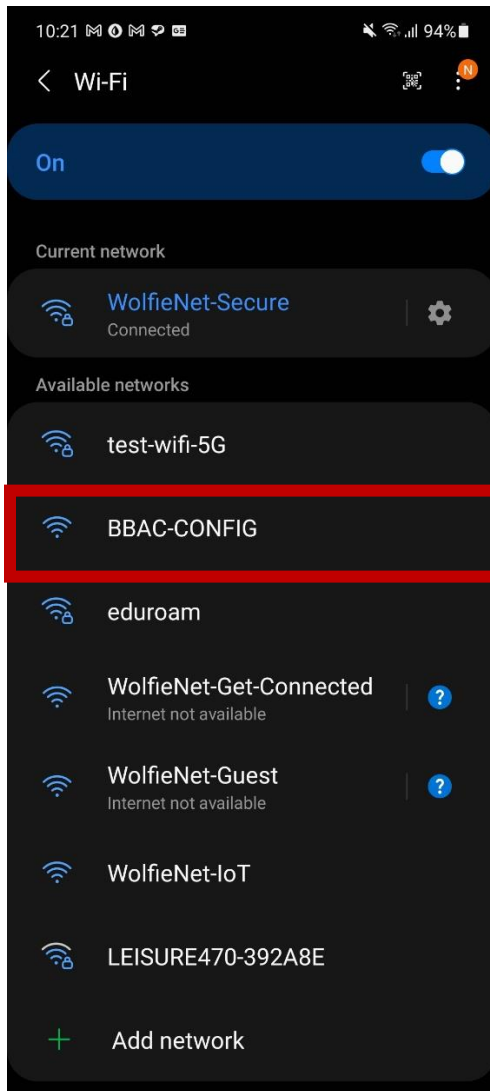 10:21 94%
Wi-Fi N
On
Current network
WolfieNet-Secure
Connected
Available networks
test-wifi-5G
BBAC-CONFIG
eduroam
WolfieNet-Get-Connected
Internet not available
?
WolfieNet-Guest
Internet not available
?
WolfieNet-IoT
LEISURE470-392A8E
Add network